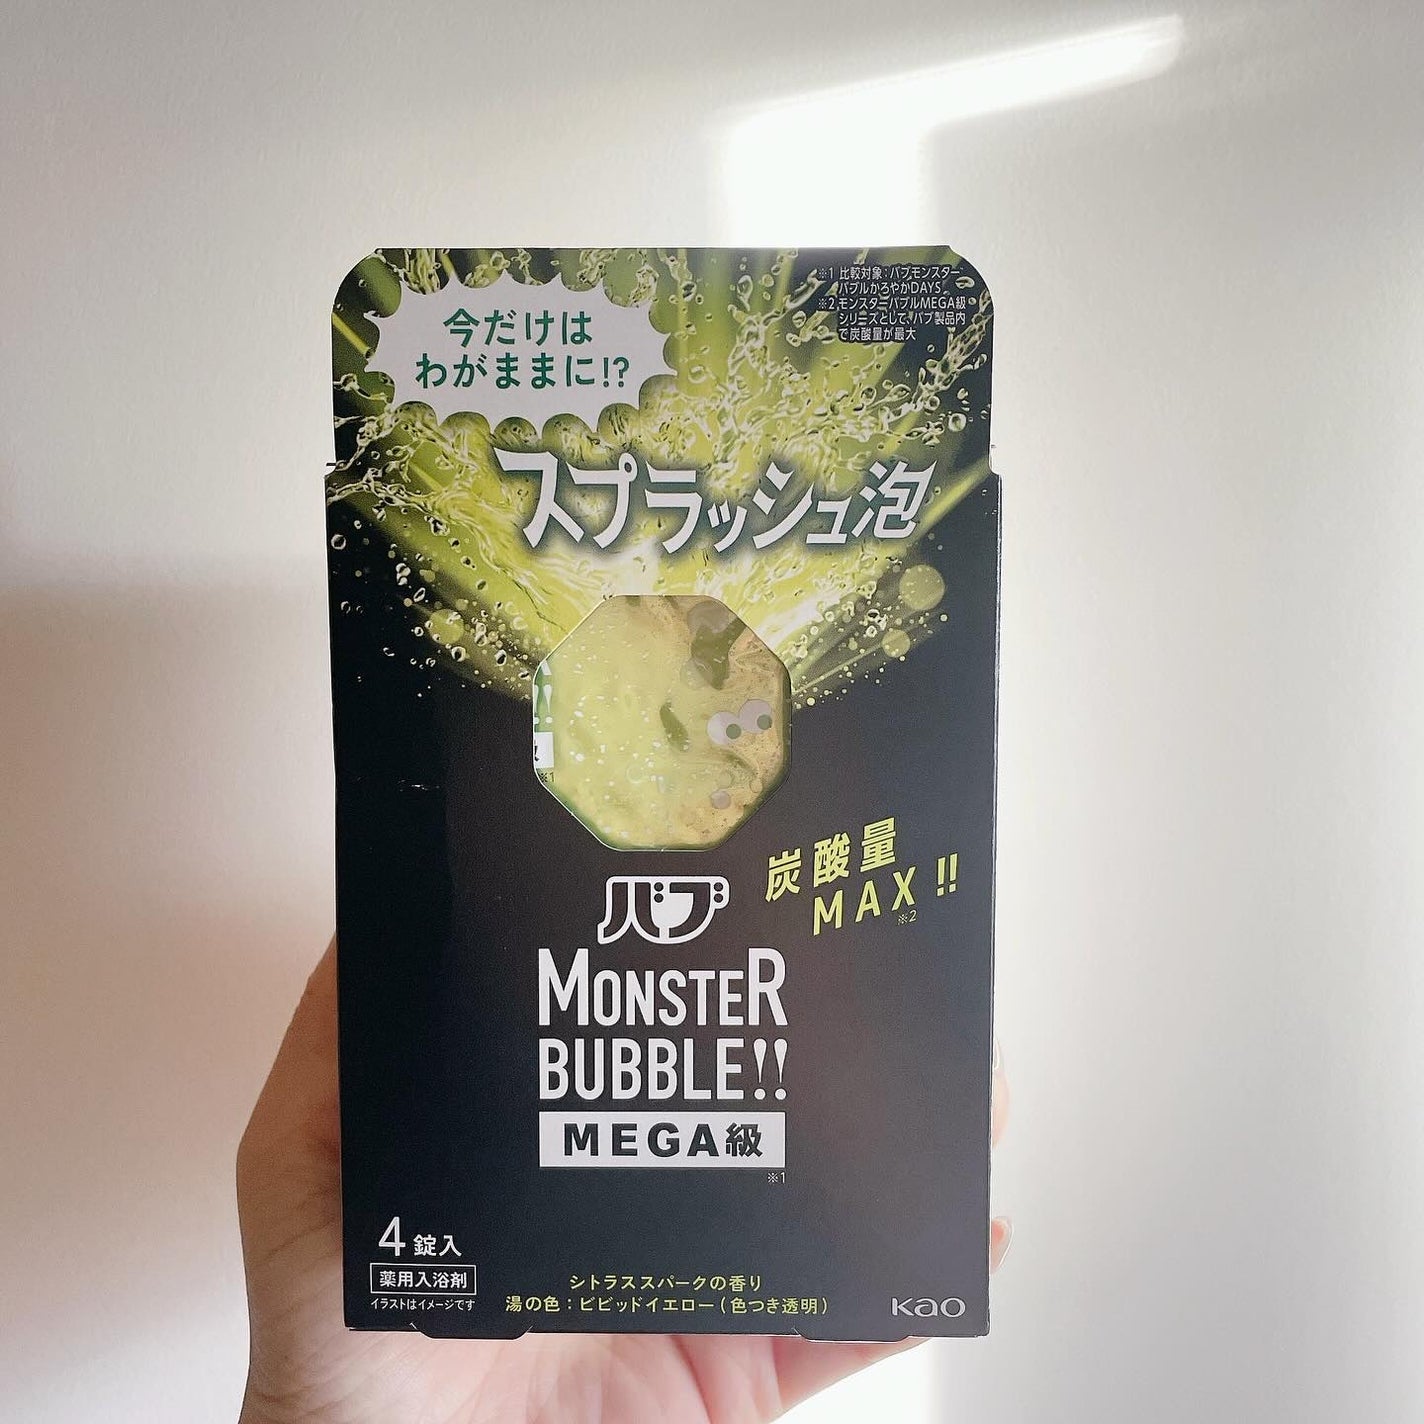 ※1 比較対象：バブモンスター
バブルかろやかDAYS
※2 モンスターバブルMEGA級
シリーズとして、バブ製品内
で炭酸量が最大
今だけは
わがままに!?
スプラッシュ泡
※1
炭酸量
MAX!!
※2
バブ
MONSTER
BUBBLE!!
MEGA級
※1
4錠入
薬用入浴剤
イラストはイメージです
シトラススパークの香り
湯の色：ビビッドイエロー(色つき透明)
Kao